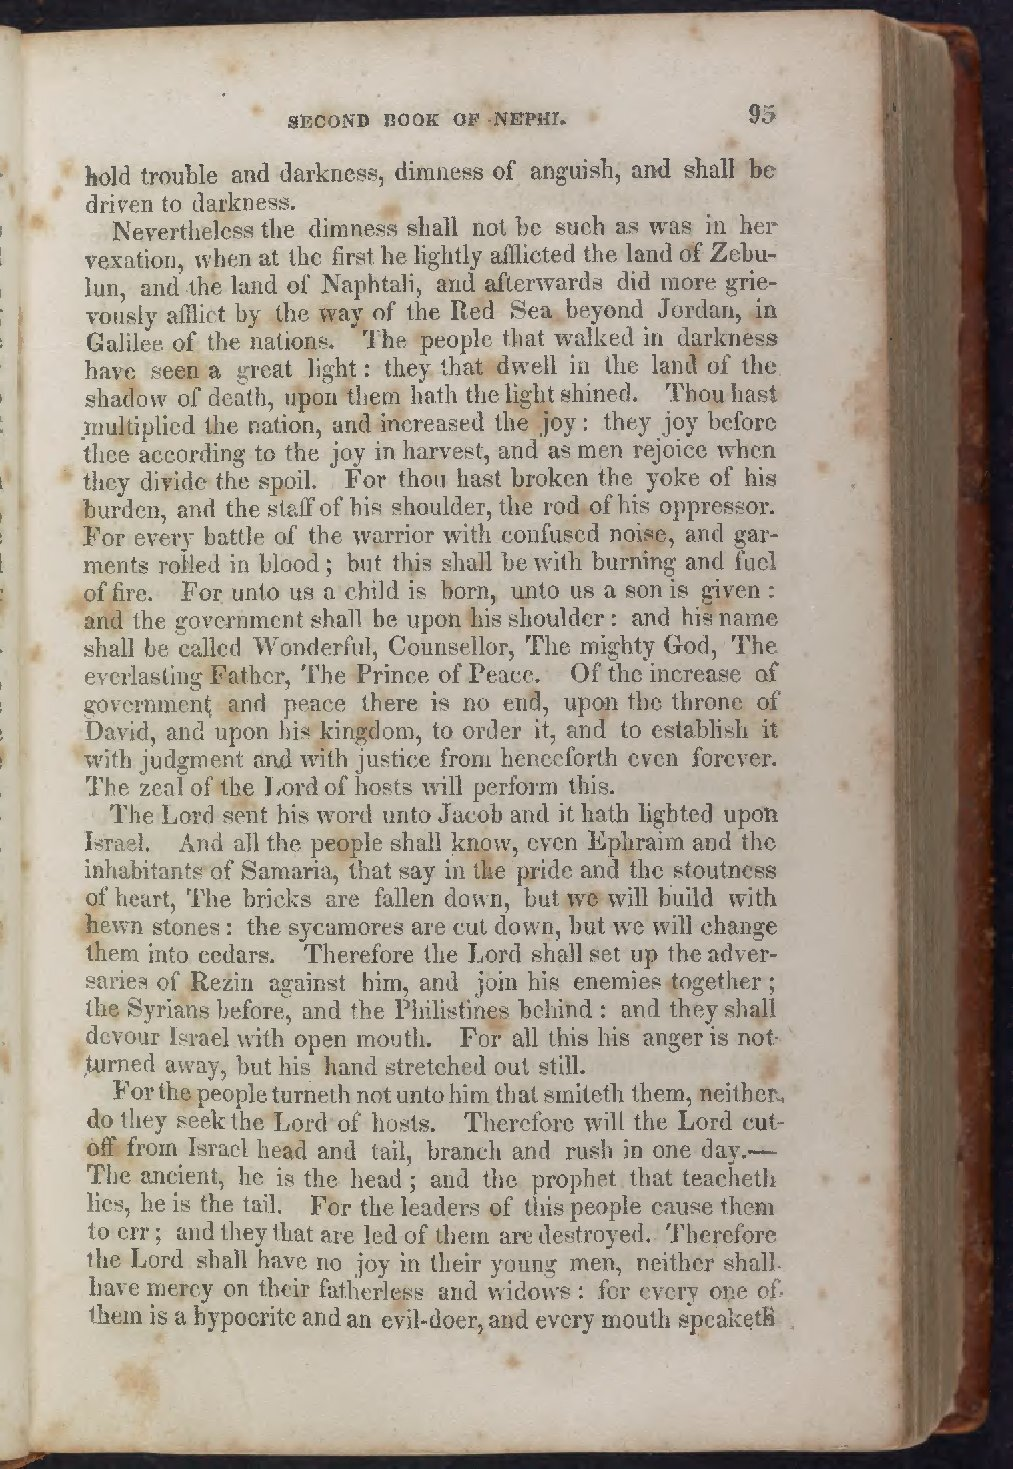 SECOND BOOK OF NEPHI. 95
hold trouble and darkness, dimness of anguish, and shall be
driven to darkness.
Nevertheless the dimness shall not be such as was in her
vexation, when at the first he lightly afflicted the land of Zebu-
lun, and the land of Naphtali, and afterwards did more grie-
vously afflict by the way of the Red Sea beyond Jordan, in
Galilee of the nations. The people that walked in darkness
have seen a great light: they that dwell in the land of the
shadow of death, upon them hath the light shined. Thou hast
multiplied the nation, and increased the joy: they joy before
thee according to the joy in harvest, and as men rejoice when
they divide the spoil. For thou hast broken the yoke of his
burden, and the staff of his shoulder, the rod of his oppressor.
For every battle of the warrior with confused noise, and gar-
ments rolled in blood; but this shall be with burning and fuel
of fire. For unto us a child is born, unto us a son is given:
and the government shall be upon his shoulder: and his name
shall be called Wonderful, Counsellor, The mighty God, The
everlasting Father, The Prince of Peace. Of the increase of
government and peace there is no end, upon the throne of
David, and upon his kingdom, to order it, and to establish it
with judgment and with justice from henceforth even forever.
The zeal of the Lord of hosts will perform this.
The Lord sent his word unto Jacob and it hath lighted upon
Israel. And all the people shall know, even Ephraim and the
inhabitants of Samaria, that say in the pride and the stoutness
of heart, The bricks are fallen down, but we will build with
hewn stones: the sycamores are cut down, but we will change
them into cedars. Therefore the Lord shall set up the adver-
saries of Rezin against him, and join his enemies together;
the Syrians before, and the Philistines behind: and they shall
devour Israel with open mouth. For all this his anger is not
turned away, but his hand stretched out still.
For the people turneth not unto him that smiteth them, neither
do they seek the Lord of hosts. Therefore will the Lord cut
off from Israel head and tail, branch and rush in one day.—
The ancient, he is the head; and the prophet that teacheth
lies, he is the tail. For the leaders of this people cause them
to err; and they that are led of them are destroyed. Therefore
the Lord shall have no joy in their young men, neither shall
have mercy on their fatherless and widows: for every one of
them is a hypocrite and an evil-doer, and every mouth speaketh